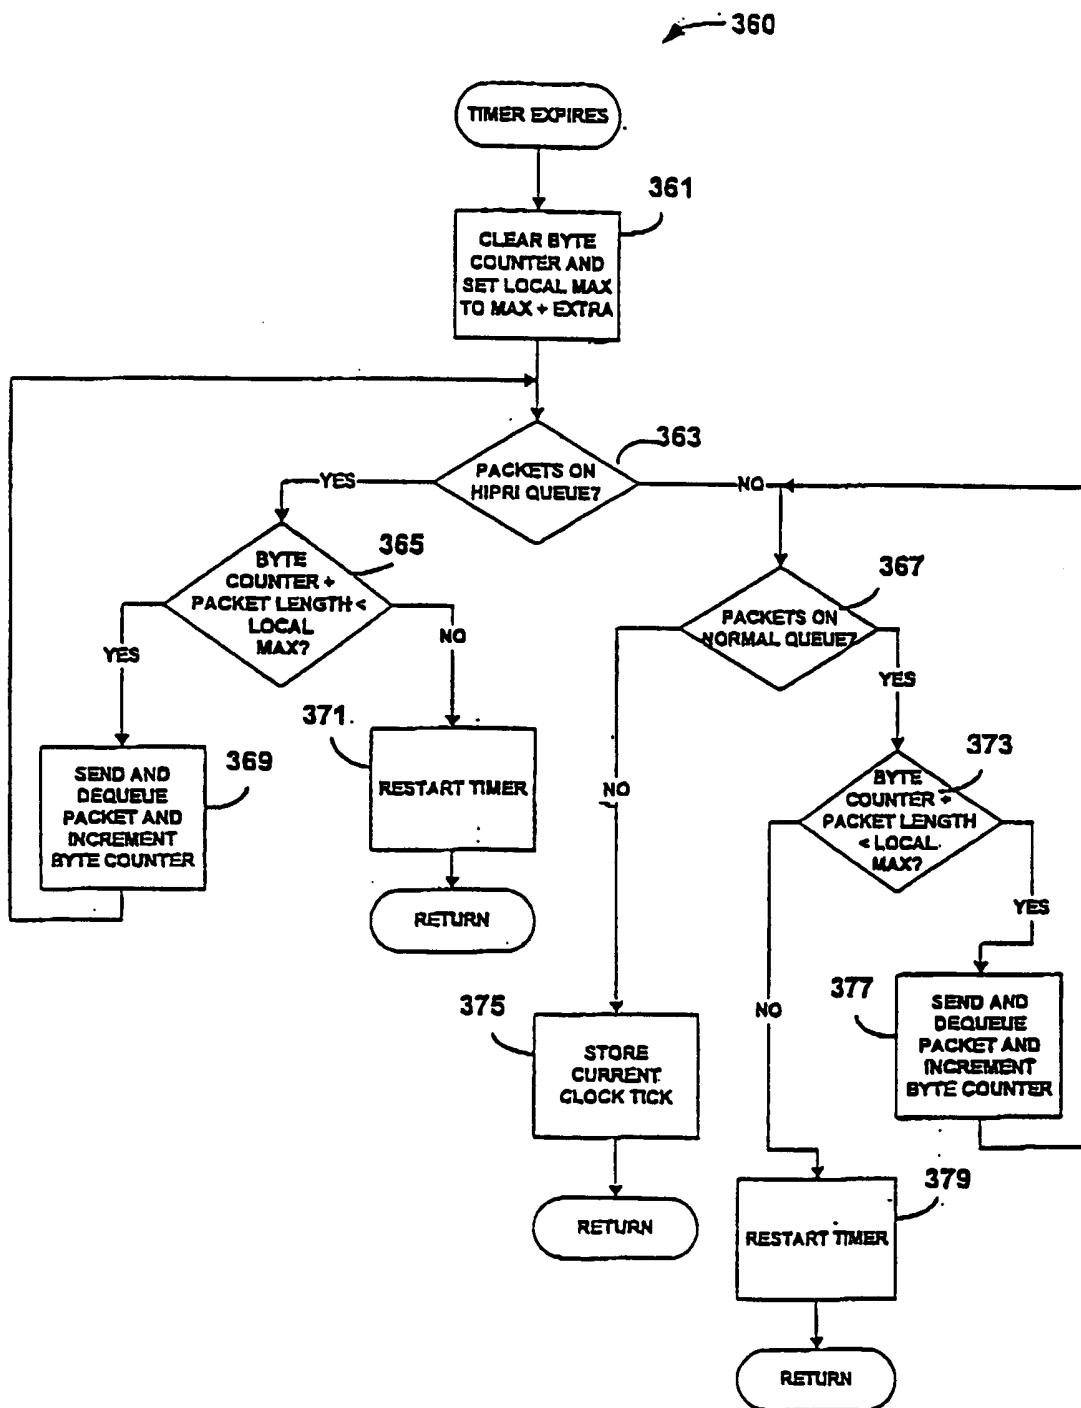 360
TIMER EXPIRES
361
CLEAR BYTE
COUNTER AND
SET LOCAL MAX
TO MAX + EXTRA
363
PACKETS ON
HIPRI QUEUE?
YES
NO
365
BYTE
COUNTER +
PACKET LENGTH <
LOCAL
MAX?
367
PACKETS ON
NORMAL QUEUE?
YES
NO
YES
371
RESTART TIMER
369
SEND AND
DEQUEUE
PACKET AND
INCREMENT
BYTE COUNTER
373
BYTE
COUNTER +
PACKET LENGTH
< LOCAL
MAX?
NO
RETURN
YES
NO
375
STORE
CURRENT
CLOCK TICK
377
SEND AND
DEQUEUE
PACKET AND
INCREMENT
BYTE COUNTER
379
RETURN
RESTART TIMER
RETURN